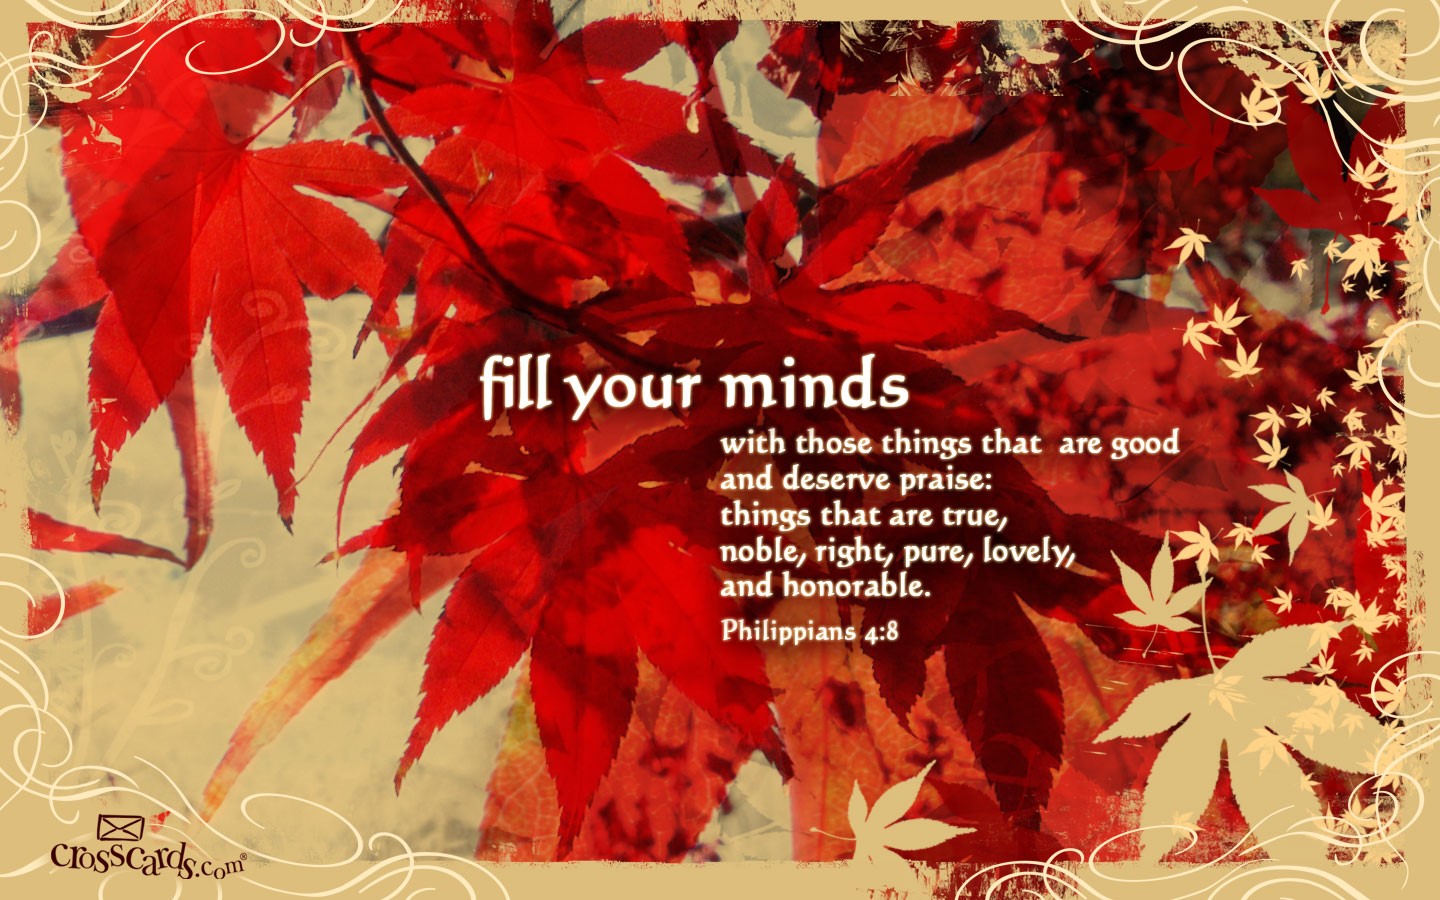 fill your minds
with those things that are good
and deserve praise:
things that are true,
noble, right, pure, lovely,
and honorable.
Philippians 4:8
crosscards.com®